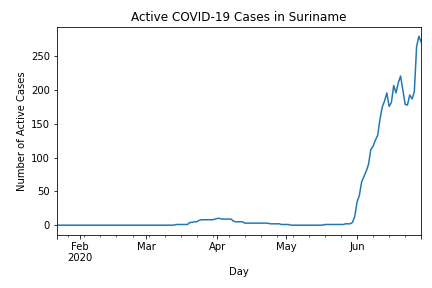 Active COVID-19 Cases in Suriname
Number of Active Cases
250
200
150
100
50
0
Feb Mar Apr May Jun
2020
Day